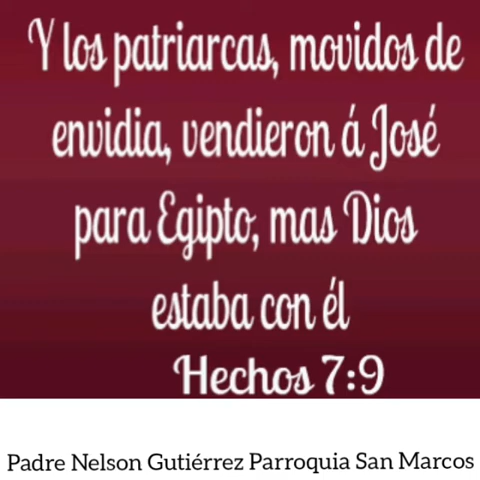 Y los patriarcas, movidos de
envidia, vendieron á José
para Egipto, mas Dios
estaba con él
Hechos 7:9
Padre Nelson Gutiérrez Parroquia San Marcos